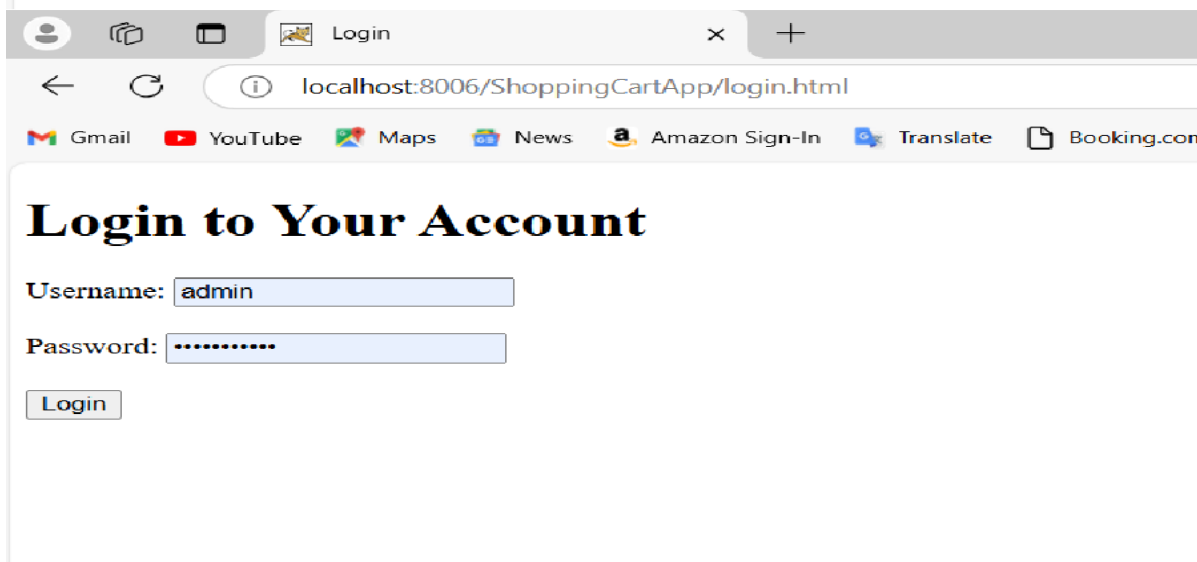 Login
localhost:8006/ShoppingCartApp/login.html
Gmail YouTube Maps News Amazon Sign-In Translate Booking.com
Login to Your Account
Username: admin
Password: •••••••••••
Login